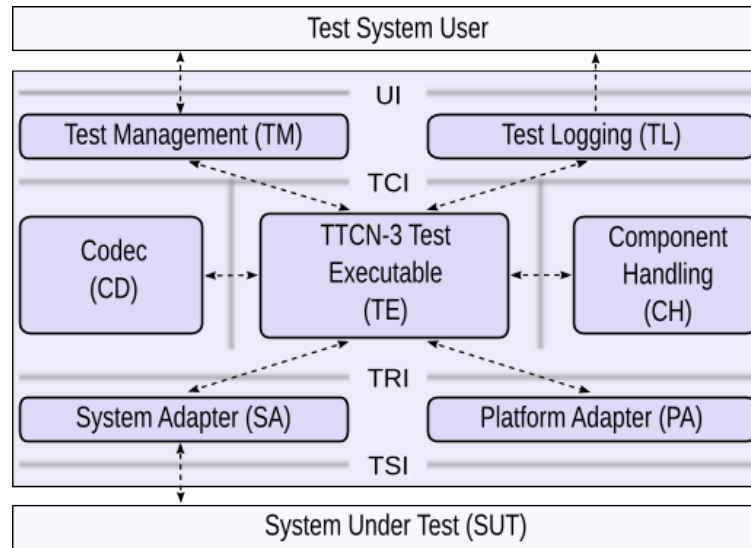 Test System User
UI
Test Management (TM)
Test Logging (TL)
TCI
Codec
(CD)
TTCN-3 Test
Executable
(TE)
Component
Handling
(CH)
TRI
System Adapter (SA)
Platform Adapter (PA)
TSI
System Under Test (SUT)